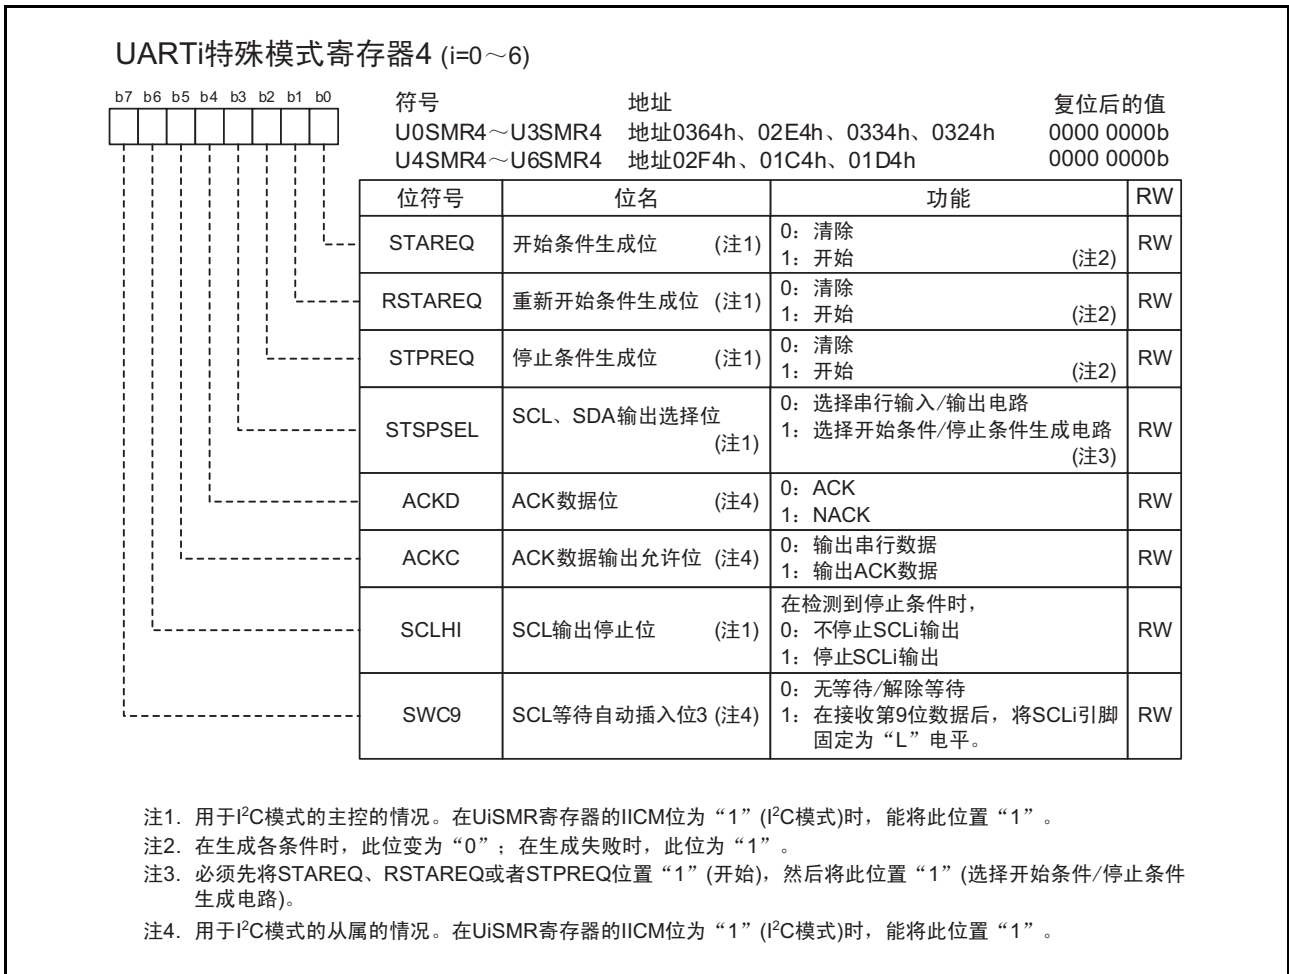 UARTi特殊模式寄存器4 (i=0～6)
b7 b6 b5 b4 b3 b2 b1 b0
符号 地址 复位后的值
U0SMR4～U3SMR4 地址0364h、02E4h、0334h、0324h 0000 0000b
U4SMR4～U6SMR4 地址02F4h、01C4h、01D4h 0000 0000b
位符号 位名 功能 RW
STAREQ 开始条件生成位 (注1) 0：清除 RW
1：开始 (注2)
RSTAREQ 重新开始条件生成位 (注1) 0：清除 RW
1：开始 (注2)
STPREQ 停止条件生成位 (注1) 0：清除 RW
1：开始 (注2)
STSPSEL SCL、SDA输出选择位 (注1) 0：选择串行输入/输出电路 RW
1：选择开始条件/停止条件生成电路
(注3)
ACKD ACK数据位 (注4) 0：ACK RW
1：NACK
ACKC ACK数据输出允许位 (注4) 0：输出串行数据 RW
1：输出ACK数据
SCLHI SCL输出停止位 (注1) 在检测到停止条件时， RW
0：不停止SCLi输出
1：停止SCLi输出
SWC9 SCL等待自动插入位3 (注4) 0：无等待/解除等待 RW
1：在接收第9位数据后，将SCLi引脚
固定为“L”电平。
注1. 用于I²C模式的主控的情况。在UiSMR寄存器的IICM位为“1”(I²C模式)时，能将此位置“1”。
注2. 在生成各条件时，此位变为“0”；在生成失败时，此位为“1”。
注3. 必须先将STAREQ、RSTAREQ或者STPREQ位置“1”(开始)，然后将此位置“1”(选择开始条件/停止条件
生成电路)。
注4. 用于I²C模式的从属的情况。在UiSMR寄存器的IICM位为“1”(I²C模式)时，能将此位置“1”。